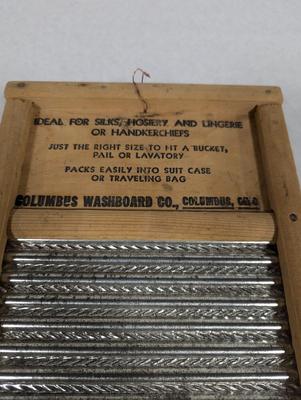 IDEAL FOR SILKS, HOSIERY AND LINGERIE
OR HANDKERCHIEFS
JUST THE RIGHT SIZE TO FIT A BUCKET,
PAIL OR LAVATORY
PACKS EASILY INTO SUIT CASE
OR TRAVELING BAG
COLUMBUS WASHBOARD CO., COLUMBUS, OHIO